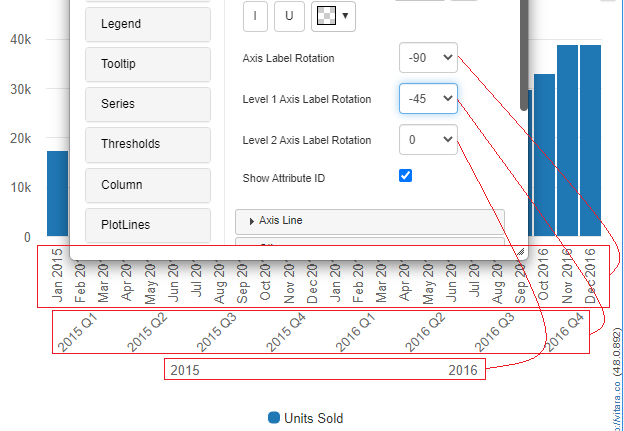 I U
Legend
Tooltip
Series
Thresholds
Column
PlotLines
Axis Label Rotation -90
Level 1 Axis Label Rotation -45
Level 2 Axis Label Rotation 0
Show Attribute ID
Axis Line
40k
30k
20k
10k
0
Jan 2015 Feb 20 Mar 20 Apr 20 May 20 Jun 20 Jul 20 Aug 20 Sep 20 Oct 20 Nov 20 Dec 20 Jan 20 Feb 20 Mar 20 Apr 20 May 20 Jun 20 Jul 20 Aug 20 Sep 20 Oct 2016 Nov 2016 Dec 2016
2015 Q1 2015 Q2 2015 Q3 2015 Q4 2016 Q1 2016 Q2 2016 Q3 2016 Q4
2015 2016
Units Sold
://vitara.co (4.8.0.892)